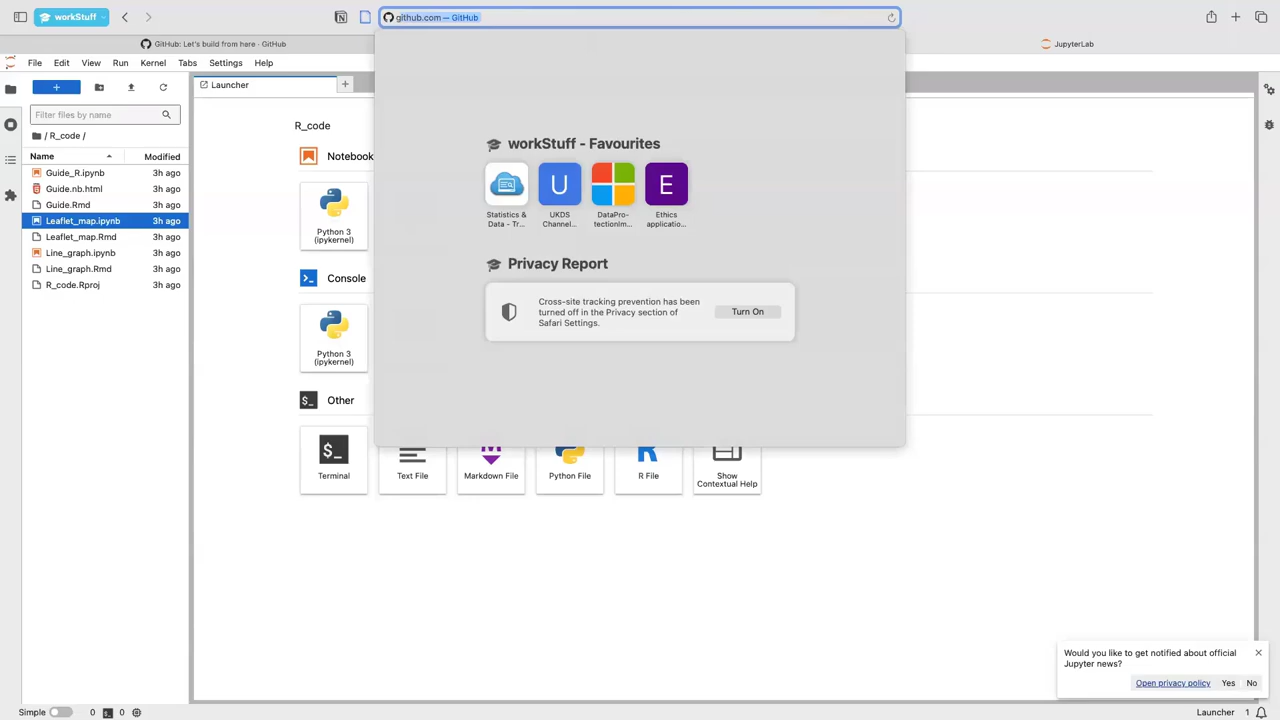 workStuff
github.com — GitHub
GitHub: Let's build from here · GitHub
JupyterLab
File Edit View Run Kernel Tabs Settings Help
+
Launcher
+
Filter files by name
/ R_code /
Name Modified
Guide_R.ipynb 3h ago
Guide.nb.html 3h ago
Guide.Rmd 3h ago
Leaflet_map.ipynb 3h ago
Leaflet_map.Rmd 3h ago
Line_graph.ipynb 3h ago
Line_graph.Rmd 3h ago
R_code.Rproj 3h ago
R_code
Notebook
Python 3
(ipykernel)
Console
Python 3
(ipykernel)
$_ Other
$_
Terminal
Text File
M
Markdown File
Python File
R
R File
Show
Contextual Help
workStuff - Favourites
Statistics &
Data - Tr...
U
UKDS
Channel...
DataPro-
tectionIm...
E
Ethics
applicatio...
Privacy Report
Cross-site tracking prevention has been
turned off in the Privacy section of
Safari Settings.
Turn On
Would you like to get notified about official
Jupyter news?
Open privacy policy Yes No
Simple 0 $_ 0
Launcher 1